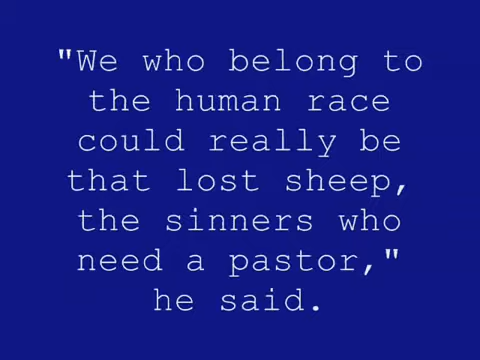 "We who belong to
the human race
could really be
that lost sheep,
the sinners who
need a pastor,"
he said.